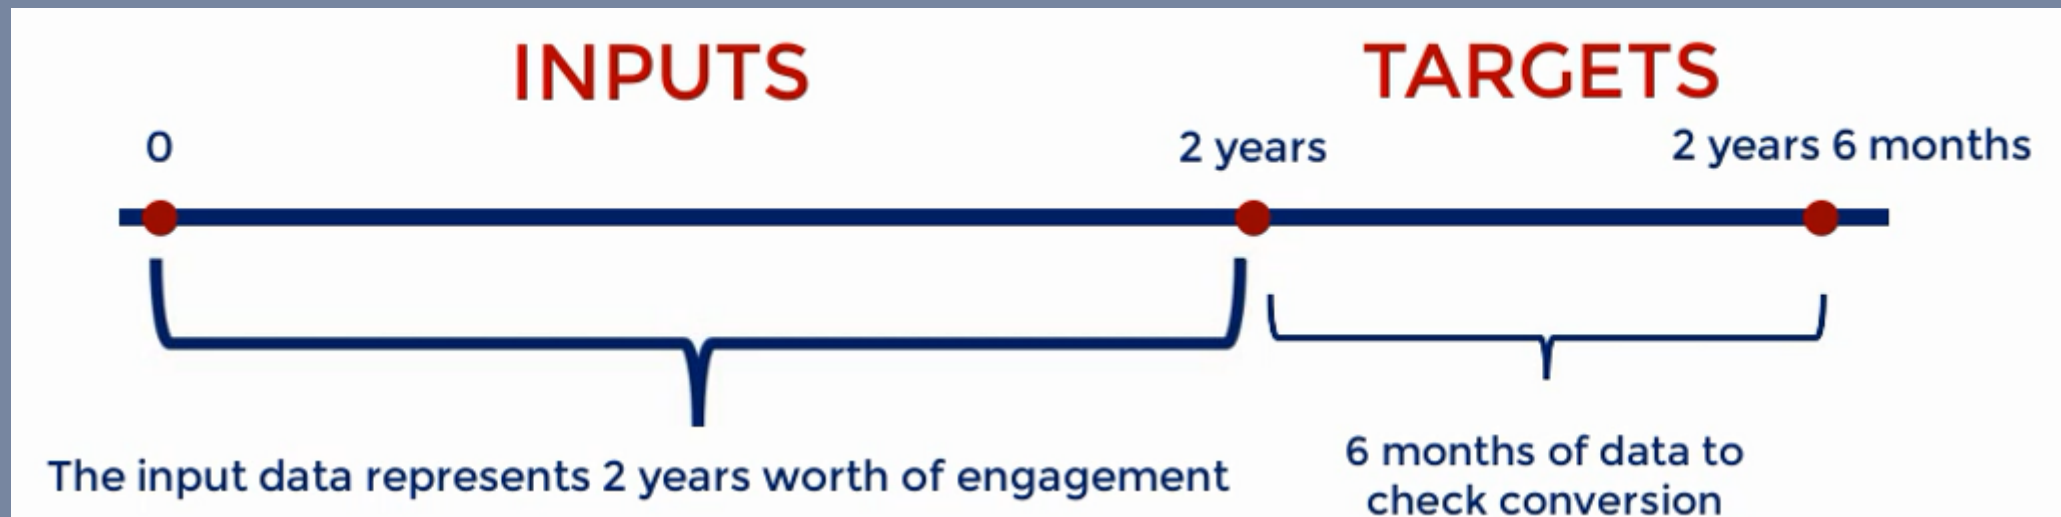 INPUTS
TARGETS
0
2 years
2 years 6 months
The input data represents 2 years worth of engagement
6 months of data to
check conversion